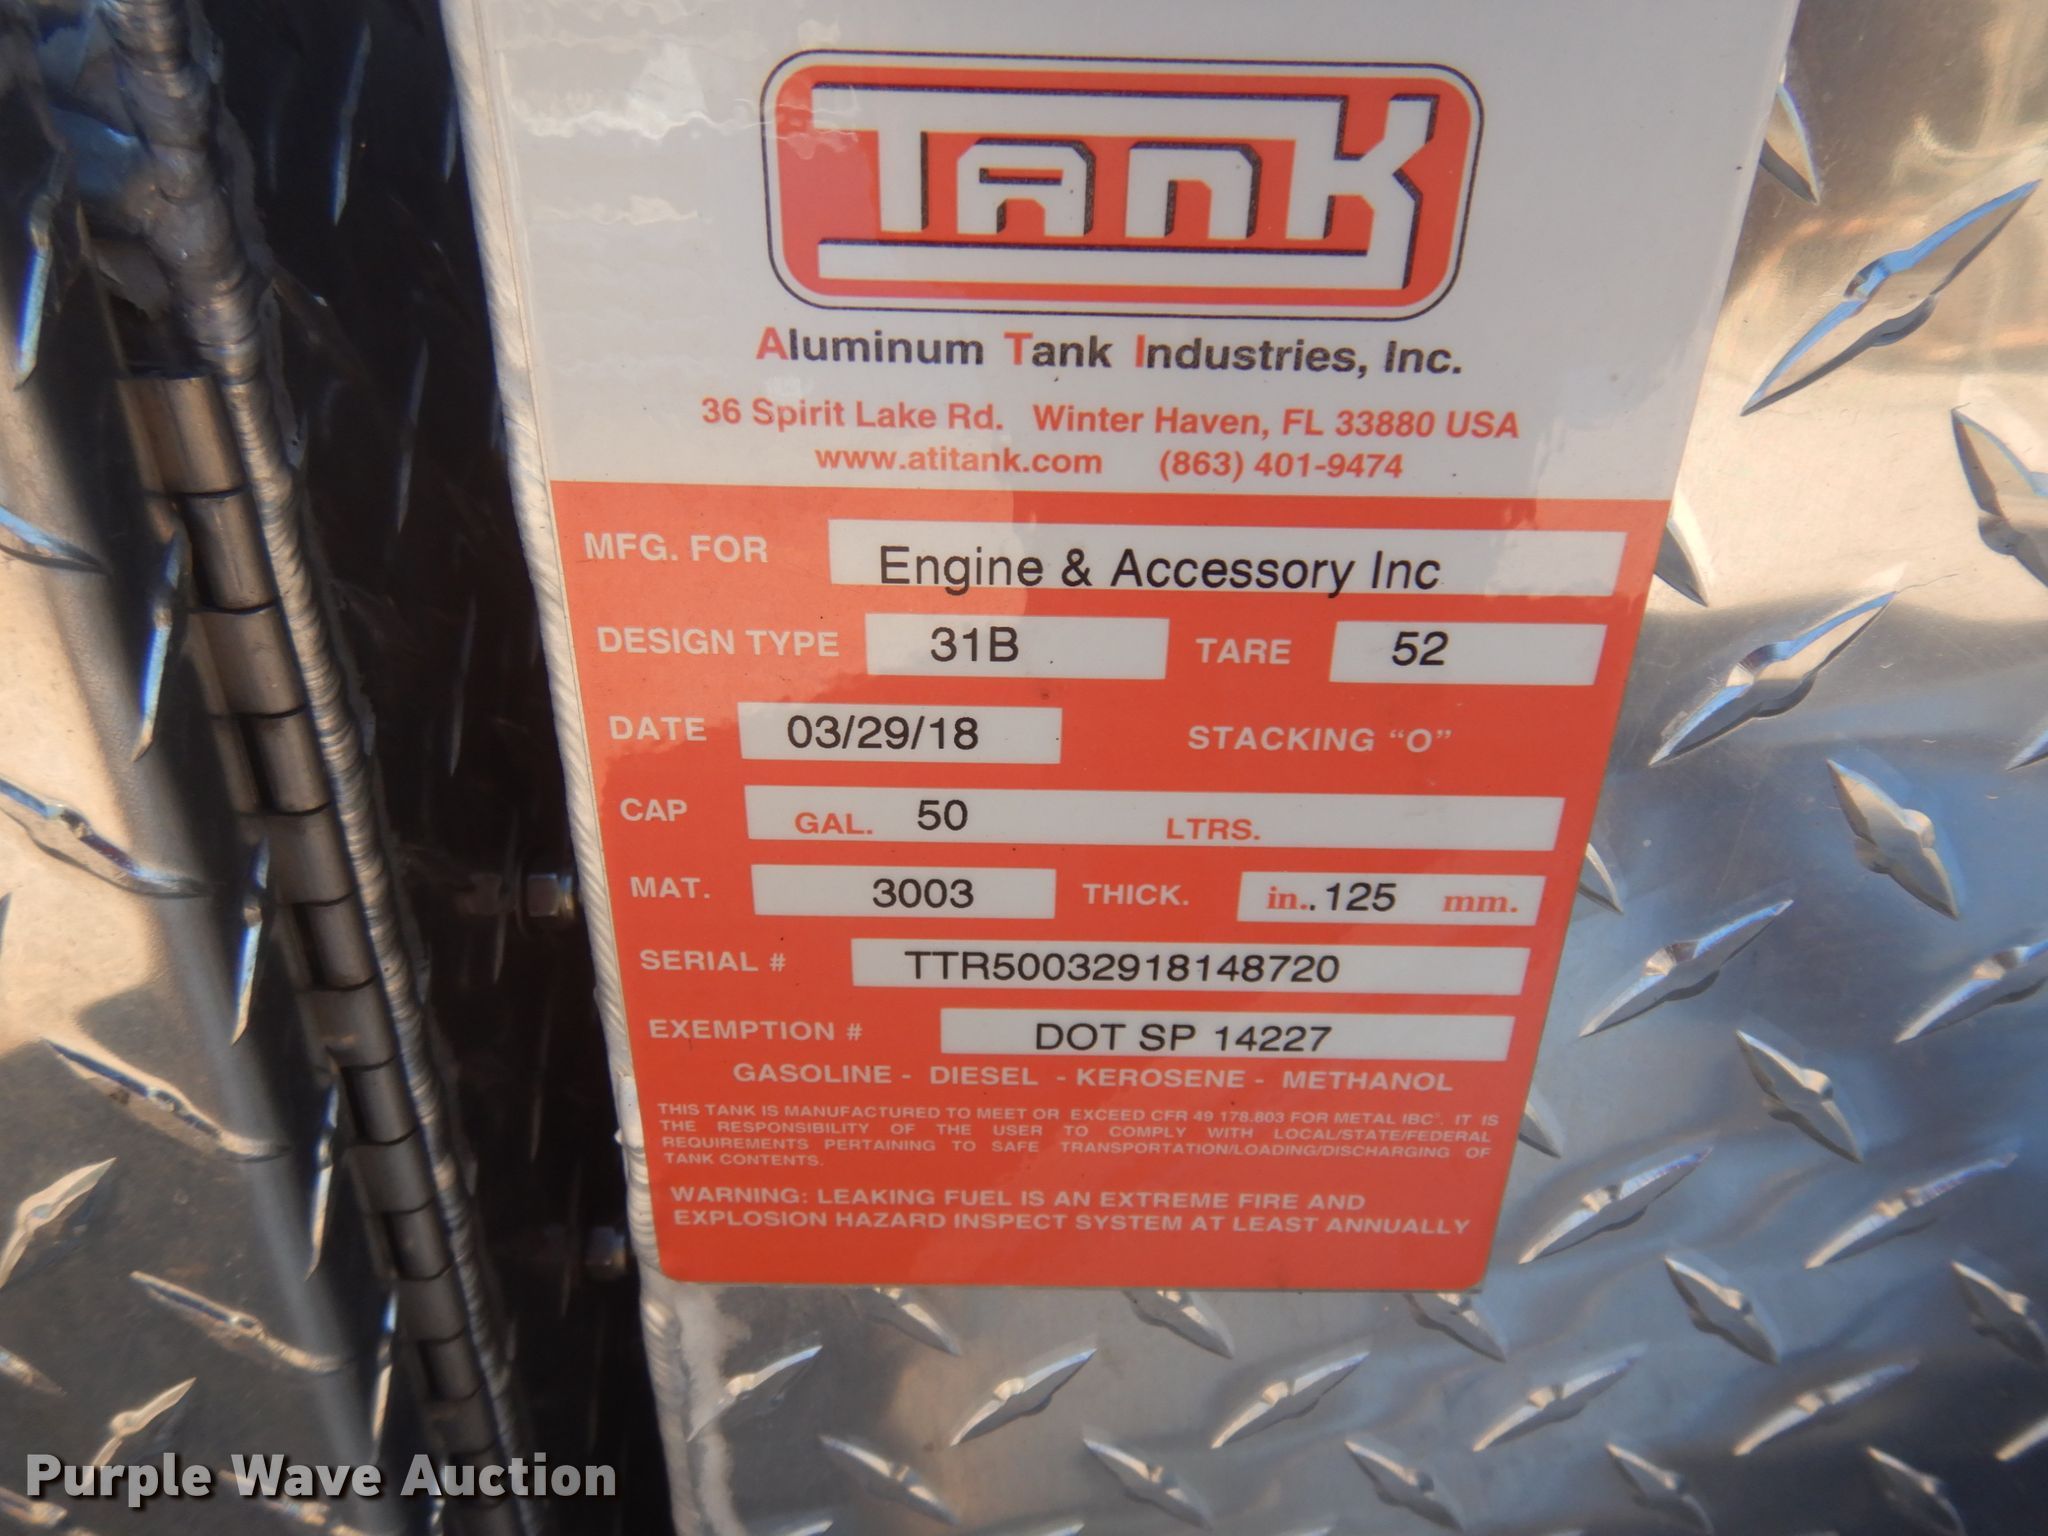 TANK
Aluminum Tank Industries, Inc.
36 Spirit Lake Rd. Winter Haven, FL 33880 USA
www.atitank.com (863) 401-9474
MFG. FOR Engine & Accessory Inc
DESIGN TYPE 31B TARE 52
DATE 03/29/18 STACKING “O”
CAP GAL. 50 LTRS.
MAT. 3003 THICK. in..125 mm.
SERIAL # TTR50032918148720
EXEMPTION # DOT SP 14227
GASOLINE - DIESEL - KEROSENE - METHANOL
THIS TANK IS MANUFACTURED TO MEET OR EXCEED CFR 49 178.803 FOR METAL IBC'. IT IS
THE RESPONSIBILITY OF THE USER TO COMPLY WITH LOCAL/STATE/FEDERAL
REQUIREMENTS PERTAINING TO SAFE TRANSPORTATION/LOADING/DISCHARGING OF
TANK CONTENTS.
WARNING: LEAKING FUEL IS AN EXTREME FIRE AND
EXPLOSION HAZARD INSPECT SYSTEM AT LEAST ANNUALLY
Purple Wave Auction